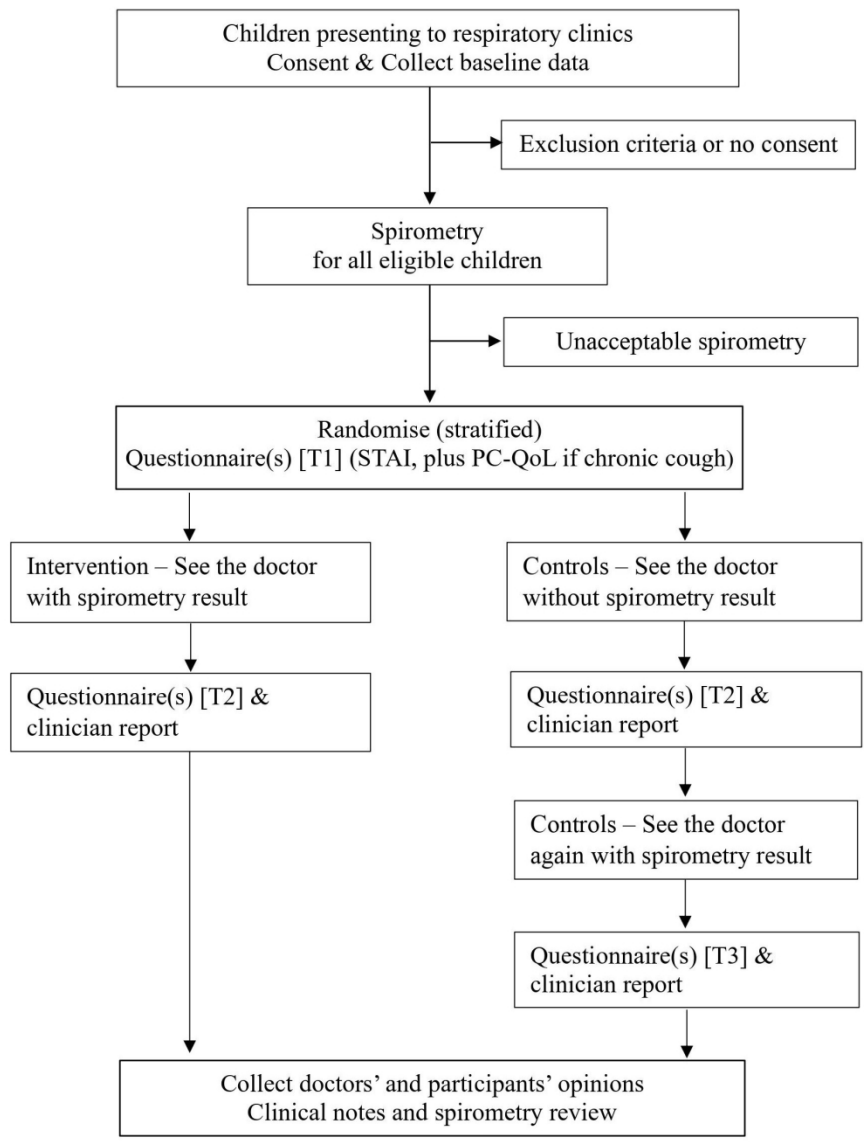 Children presenting to respiratory clinics
Consent & Collect baseline data
Exclusion criteria or no consent
Spirometry
for all eligible children
Unacceptable spirometry
Randomise (stratified)
Questionnaire(s) [T1] (STAI, plus PC-QoL if chronic cough)
Intervention – See the doctor
with spirometry result
Controls – See the doctor
without spirometry result
Questionnaire(s) [T2] &
clinician report
Questionnaire(s) [T2] &
clinician report
Controls – See the doctor
again with spirometry result
Questionnaire(s) [T3] &
clinician report
Collect doctors’ and participants’ opinions
Clinical notes and spirometry review